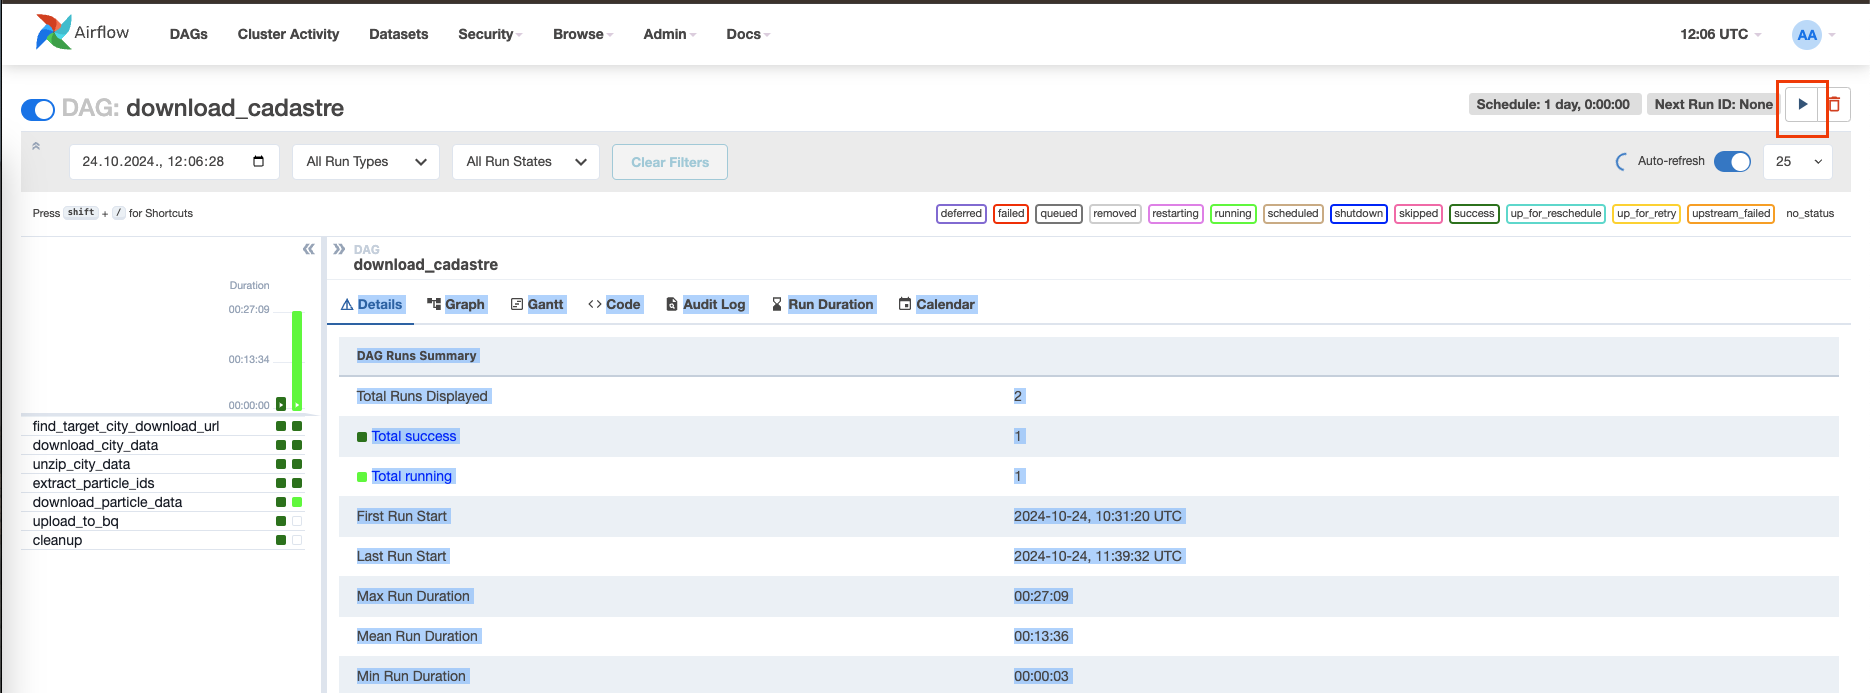 Airflow DAGs Cluster Activity Datasets Security Browse Admin Docs 12:06 UTC AA
DAG: download_cadastre Schedule: 1 day, 0:00:00 Next Run ID: None
24.10.2024., 12:06:28 All Run Types All Run States Clear Filters Auto-refresh 25
Press shift + / for Shortcuts deferred failed queued removed restarting running scheduled shutdown skipped success up_for_reschedule up_for_retry upstream_failed no_status
DAG
download_cadastre
Duration
00:27:09
00:13:34
00:00:00
find_target_city_download_url
download_city_data
unzip_city_data
extract_particle_ids
download_particle_data
upload_to_bq
cleanup
Details Graph Gantt Code Audit Log Run Duration Calendar
DAG Runs Summary
Total Runs Displayed 2
Total success 1
Total running 1
First Run Start 2024-10-24, 10:31:20 UTC
Last Run Start 2024-10-24, 11:39:32 UTC
Max Run Duration 00:27:09
Mean Run Duration 00:13:36
Min Run Duration 00:00:03